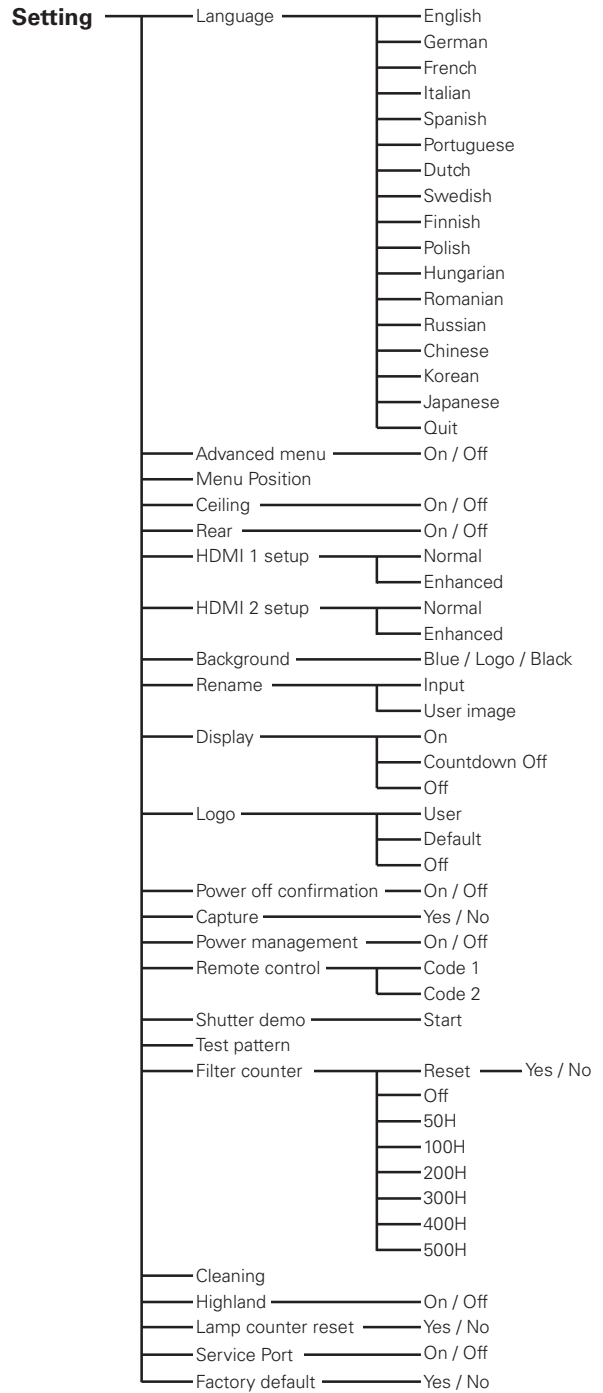 Setting Language English
German
French
Italian
Spanish
Portuguese
Dutch
Swedish
Finnish
Polish
Hungarian
Romanian
Russian
Chinese
Korean
Japanese
Quit
Advanced menu On / Off
Menu Position
Ceiling On / Off
Rear On / Off
HDMI 1 setup Normal
Enhanced
HDMI 2 setup Normal
Enhanced
Background Blue / Logo / Black
Rename Input
User image
Display On
Countdown Off
Off
Logo User
Default
Off
Power off confirmation On / Off
Capture Yes / No
Power management On / Off
Remote control Code 1
Code 2
Shutter demo Start
Test pattern
Filter counter Reset Yes / No
Off
50H
100H
200H
300H
400H
500H
Cleaning
Highland On / Off
Lamp counter reset Yes / No
Service Port On / Off
Factory default Yes / No